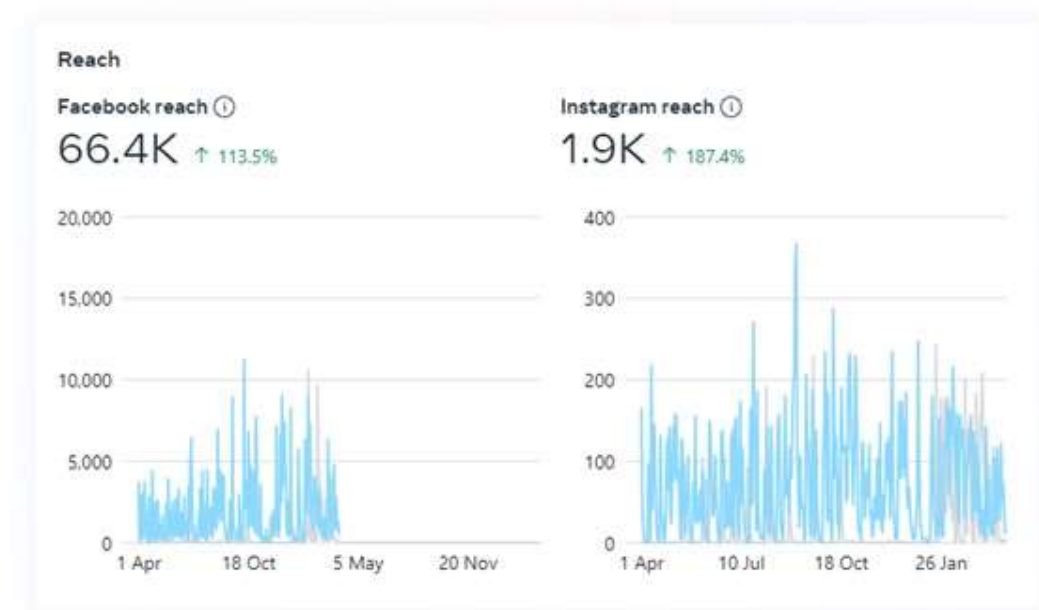 Reach
Facebook reach
66.4K ↑ 113.5%
20,000
15,000
10,000
5,000
0
1 Apr 18 Oct 5 May 20 Nov
Instagram reach
1.9K ↑ 187.4%
400
300
200
100
0
1 Apr 10 Jul 18 Oct 26 Jan